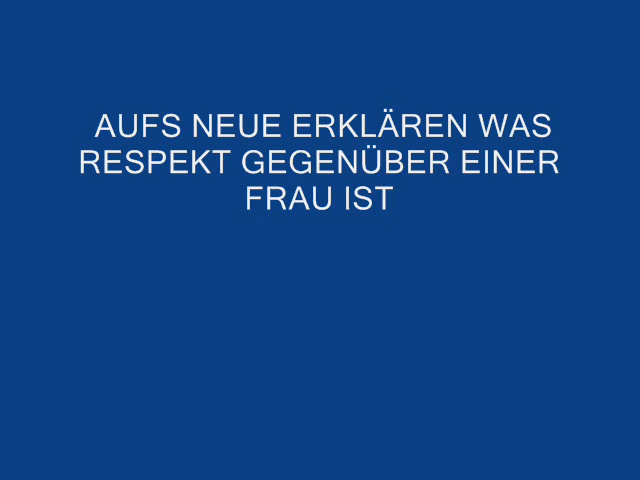 AUFS NEUE ERKLÄREN WAS
RESPEKT GEGENÜBER EINER
FRAU IST